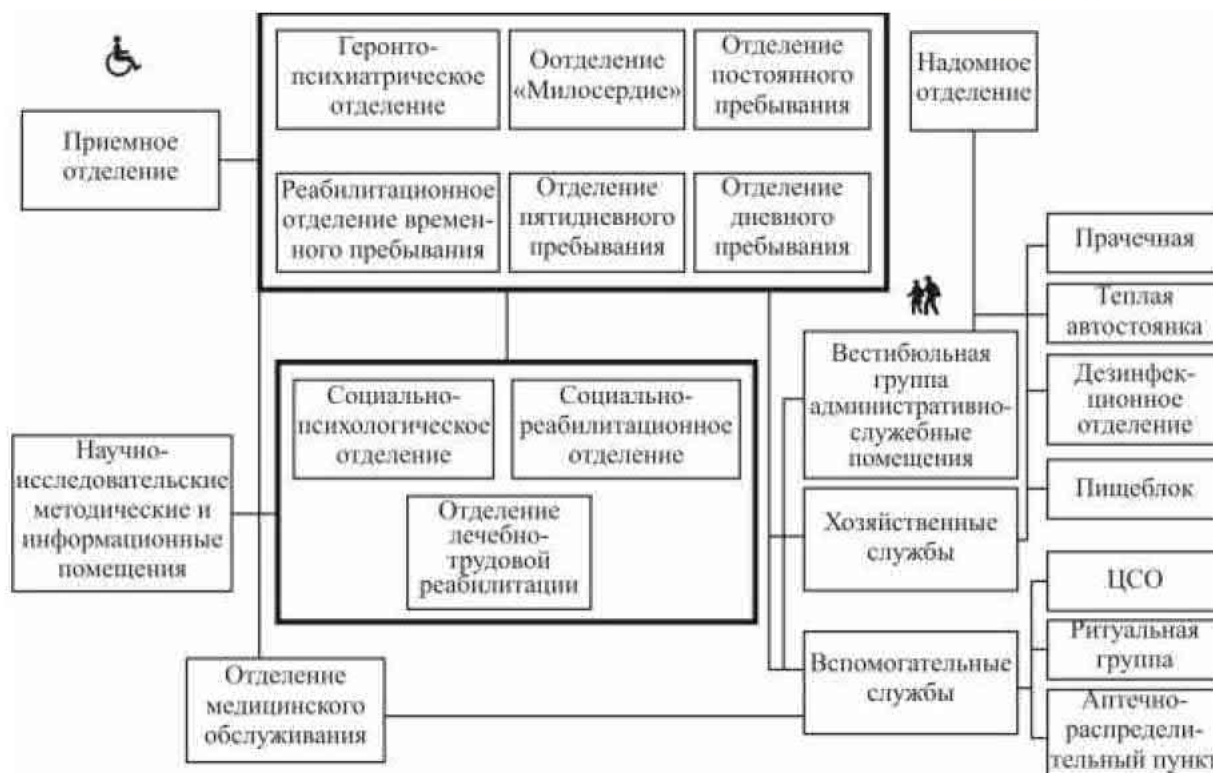 Геронто-
психиатрическое
отделение
Оотделение
«Милосердие»
Отделение
постоянного
пребывания
Надомное
отделение
Приемное
отделение
Реабилитационное
отделение времен-
ного пребывания
Отделение
пятидневного
пребывания
Отделение
дневного
пребывания
Прачечная
Теплая
автостоянка
Дезинфек-
ционное
отделение
Пищеблок
Вестибюльная
группа
административно-
служебные
помещения
Социально-
психологическое
отделение
Социально-
реабилитационное
отделение
Отделение
лечебно-
трудовой
реабилитации
Научно-
исследовательские
методические и
информационные
помещения
Хозяйственные
службы
ЦСО
Ритуальная
группа
Аптечно-
распредели-
тельный пункт
Вспомогательные
службы
Отделение
медицинского
обслуживания